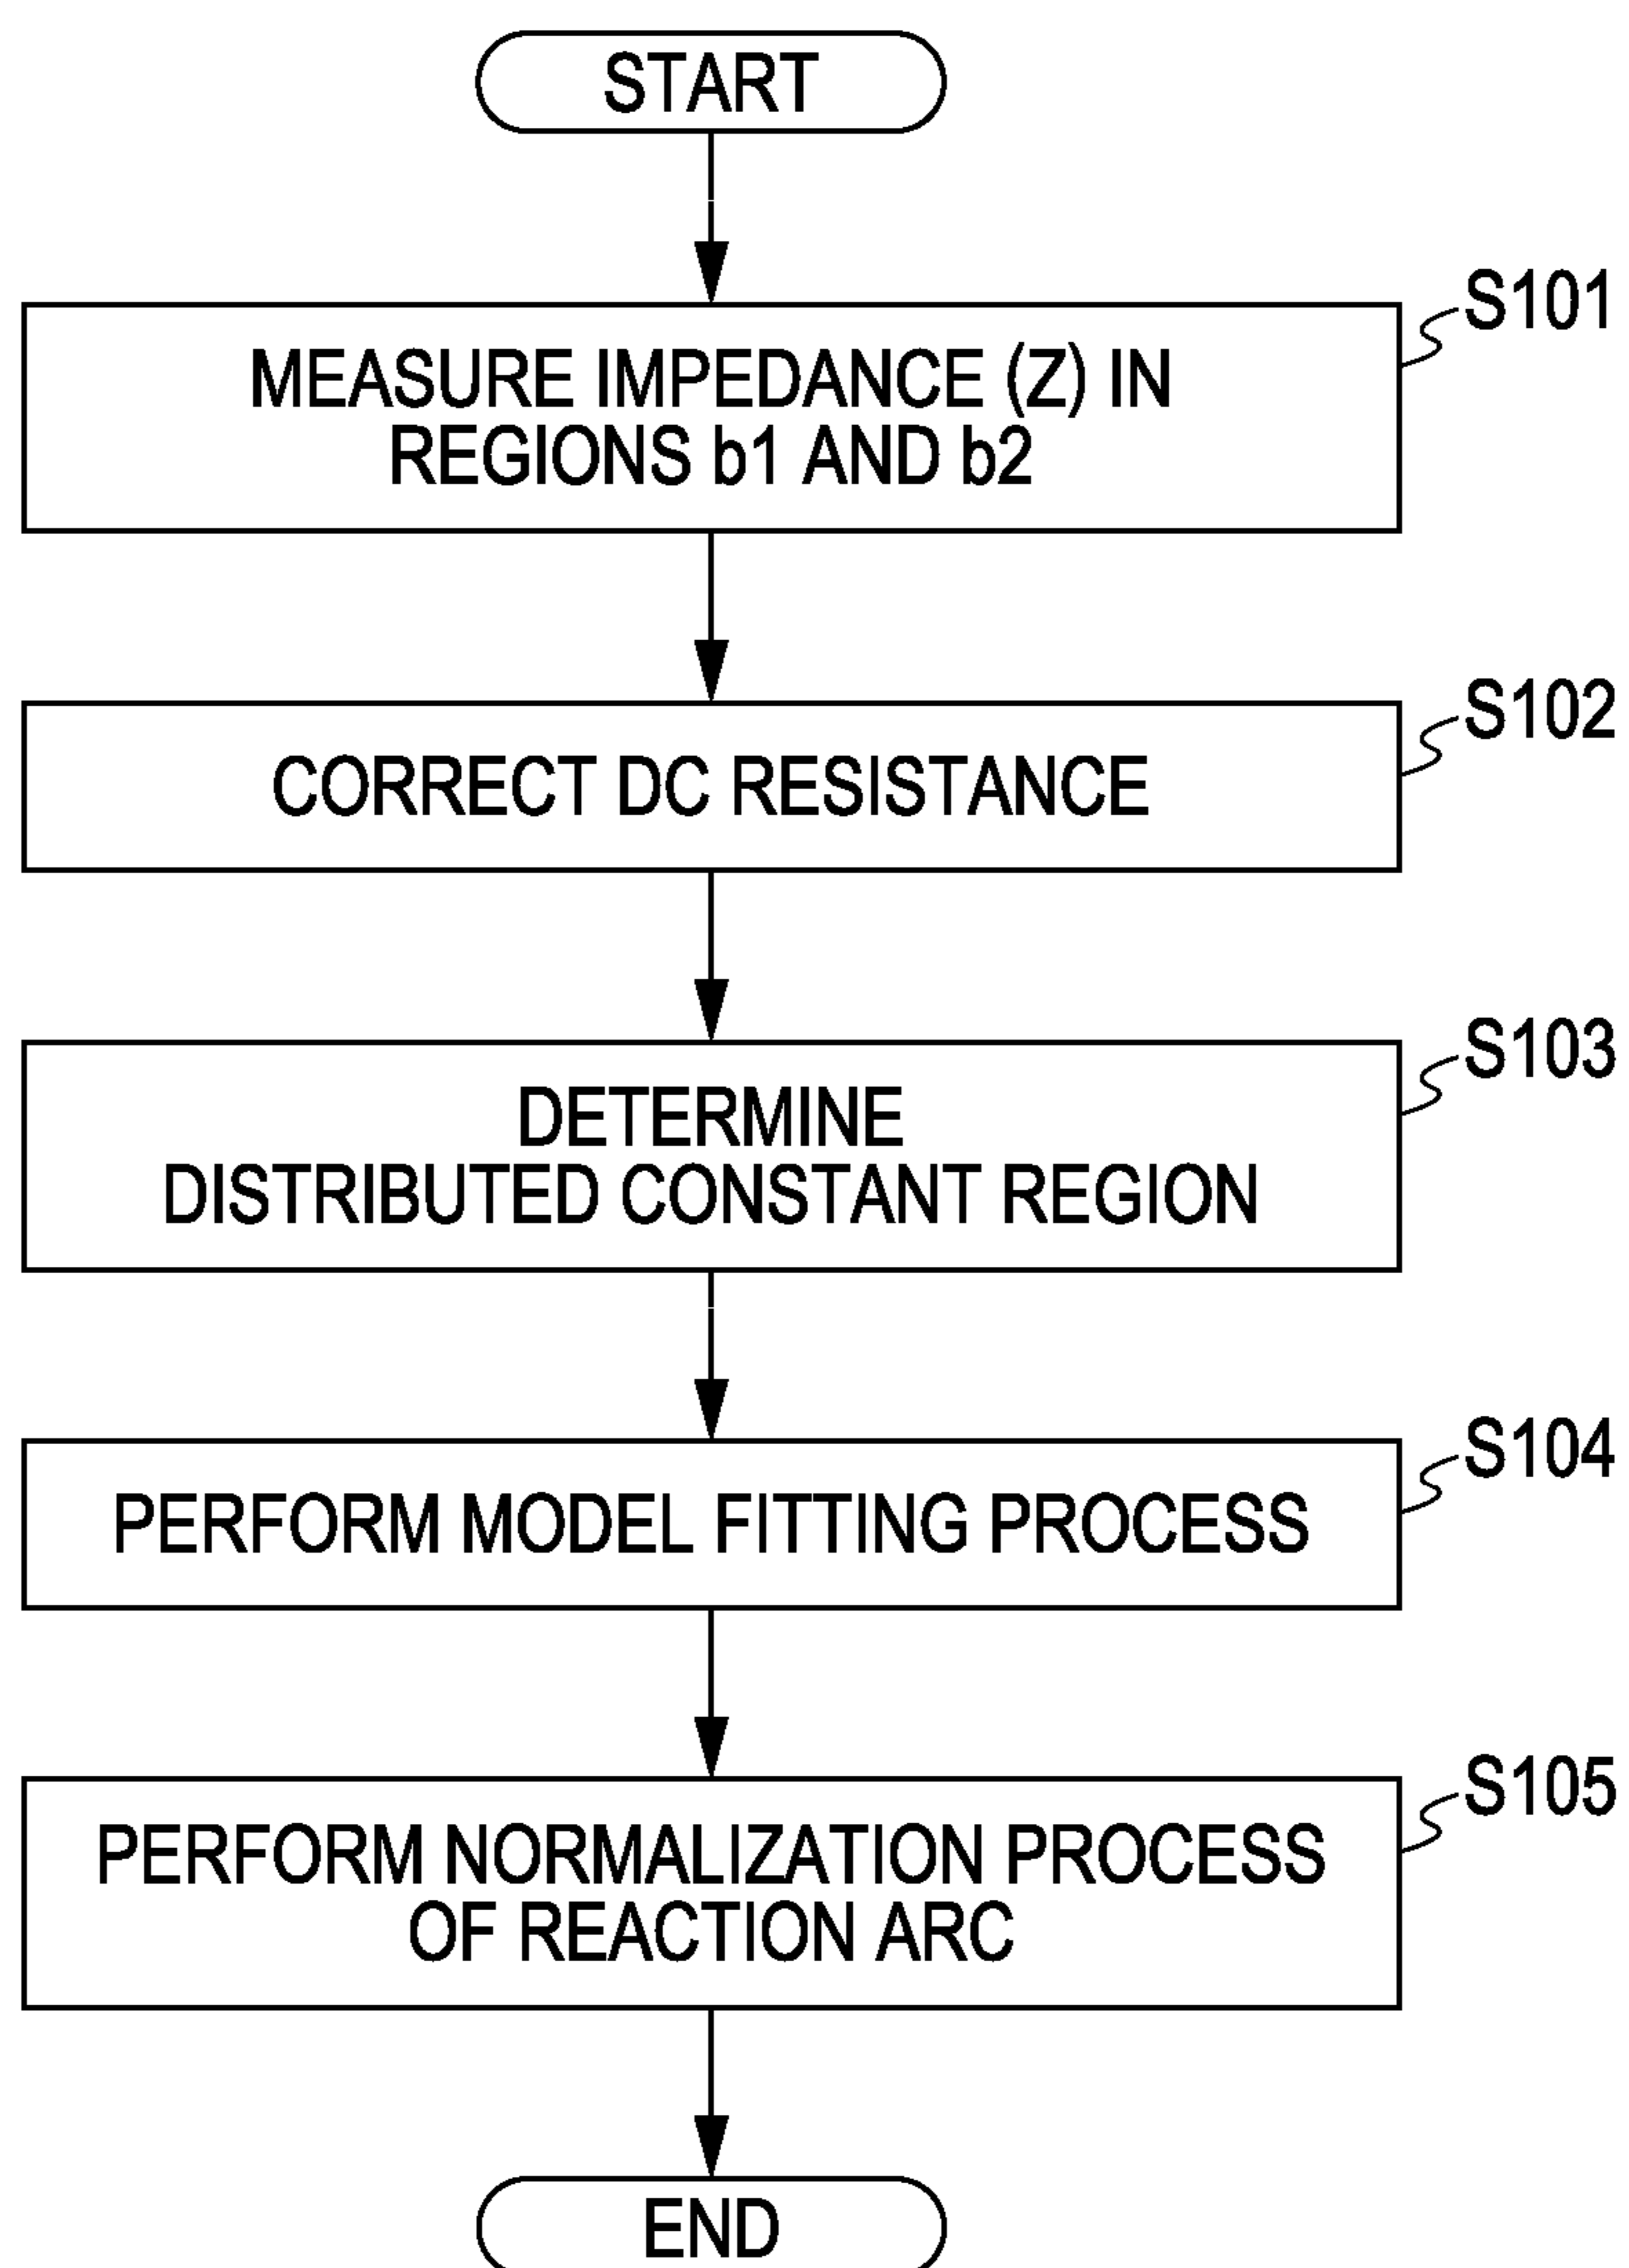 START
S101
MEASURE IMPEDANCE (Z) IN
REGIONS b1 AND b2
S102
CORRECT DC RESISTANCE
S103
DETERMINE
DISTRIBUTED CONSTANT REGION
S104
PERFORM MODEL FITTING PROCESS
S105
PERFORM NORMALIZATION PROCESS
OF REACTION ARC
END